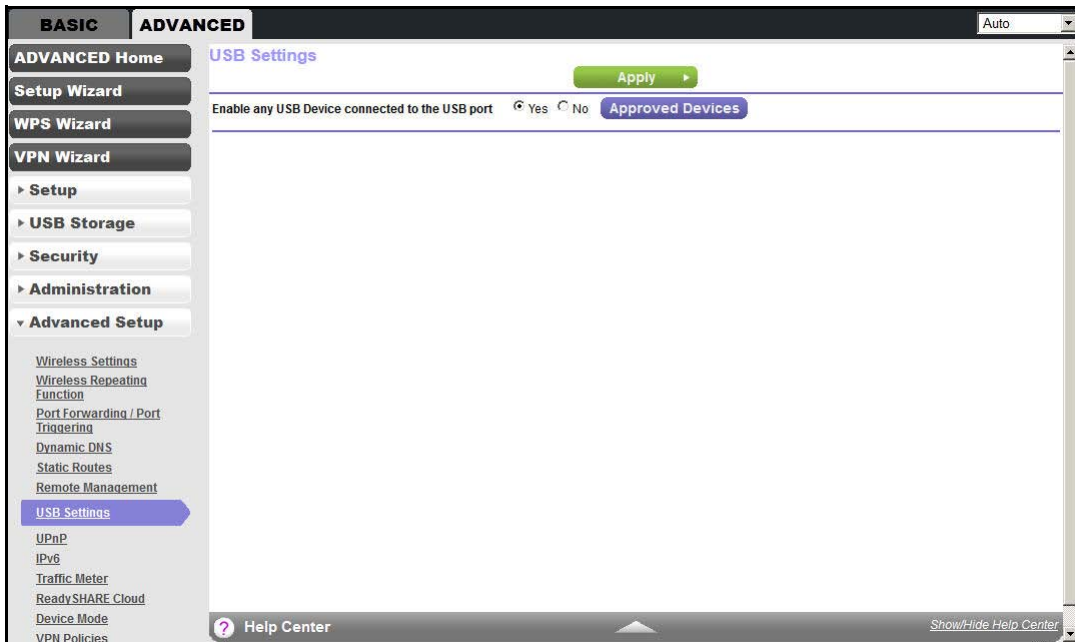 BASIC
ADVANCED
Auto
ADVANCED Home
Setup Wizard
WPS Wizard
VPN Wizard
Setup
USB Storage
Security
Administration
Advanced Setup
Wireless Settings
Wireless Repeating
Function
Port Forwarding / Port
Triggering
Dynamic DNS
Static Routes
Remote Management
USB Settings
UPnP
IPv6
Traffic Meter
ReadySHARE Cloud
Device Mode
VPN Policies
USB Settings
Apply
Enable any USB Device connected to the USB port Yes No Approved Devices
? Help Center
Show/Hide Help Center